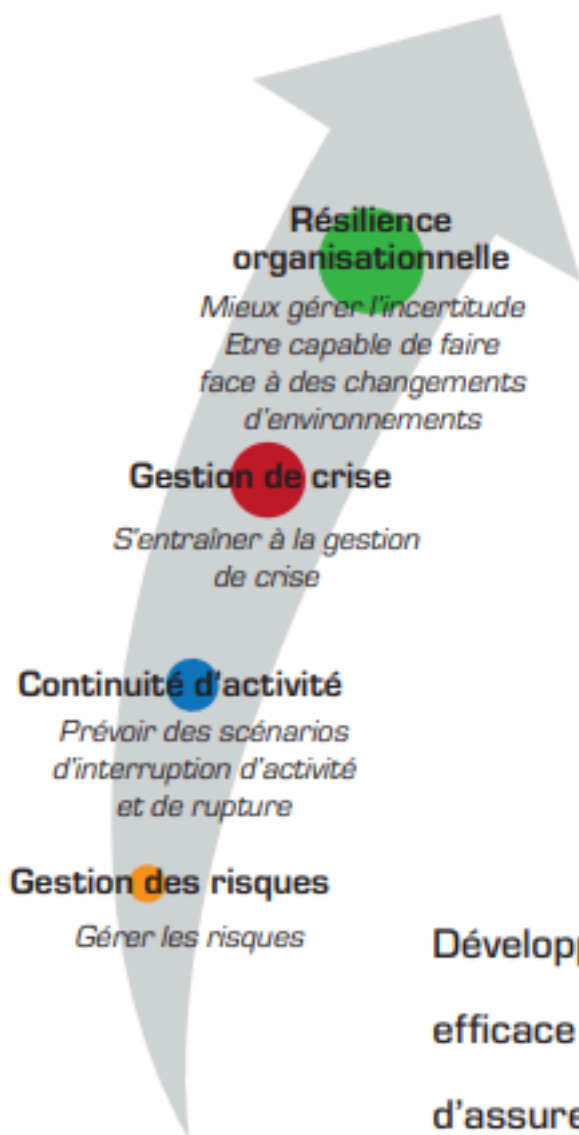 Résilience
organisationnelle
Mieux gérer l'incertitude
Etre capable de faire
face à des changements
d'environnements
Gestion de crise
S'entraîner à la gestion
de crise
Continuité d'activité
Prévoir des scénarios
d'interruption d'activité
et de rupture
Gestion des risques
Gérer les risques
efficace